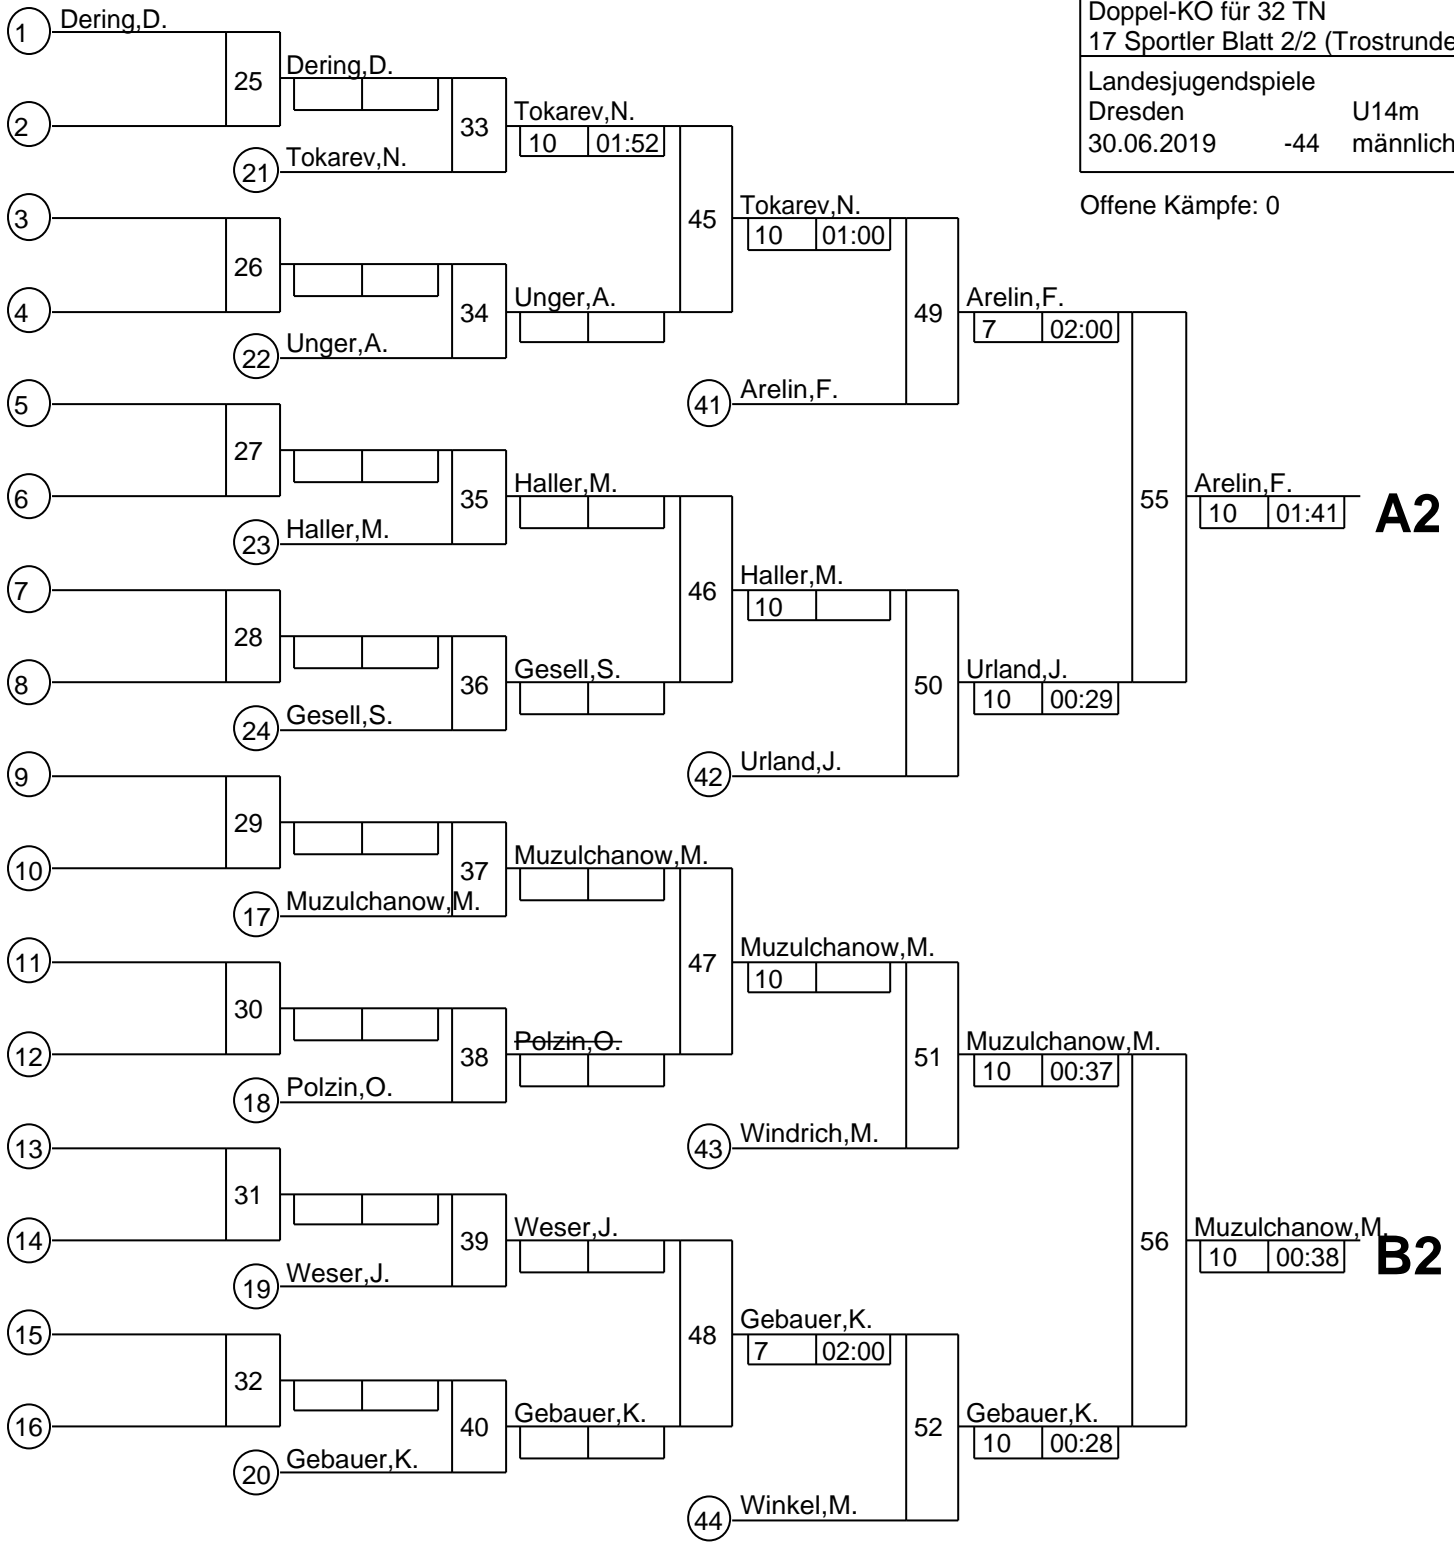 Doppel-KO für 32 TN
17 Sportler Blatt 2/2 (Trostrunde
Landesjugendspiele
Dresden U14m
30.06.2019 -44 männlich
Offene Kämpfe: 0
1 Dering,D.
25 Dering,D.
2
33 Tokarev,N.
10 01:52
21 Tokarev,N.
3
45 Tokarev,N.
10 01:00
26
4
34 Unger,A.
22 Unger,A.
49 Arelin,F.
7 02:00
41 Arelin,F.
5
27
6
35 Haller,M.
23 Haller,M.
55 Arelin,F.
10 01:41 A2
7
46 Haller,M.
10
28
8
36 Gesell,S.
24 Gesell,S.
50 Urland,J.
10 00:29
42 Urland,J.
9
29
10
37 Muzulchanow,M.
17 Muzulchanow,M.
11
47 Muzulchanow,M.
10
30
12
38 Polzin,O.
18 Polzin,O.
51 Muzulchanow,M.
10 00:37
43 Windrich,M.
13
31
14
39 Weser,J.
19 Weser,J.
56 Muzulchanow,M.
10 00:38 B2
15
48 Gebauer,K.
7 02:00
32
16
40 Gebauer,K.
20 Gebauer,K.
52 Gebauer,K.
10 00:28
44 Winkel,M.